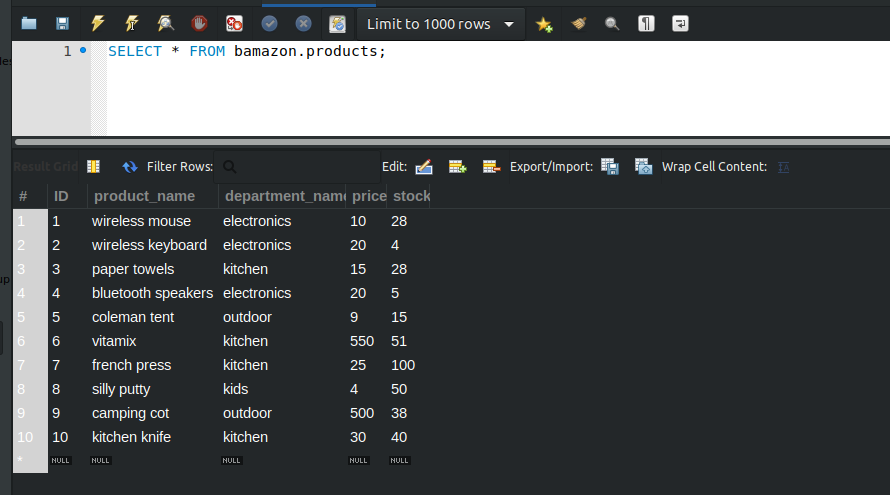 Limit to 1000 rows
1 SELECT * FROM bamazon.products;
Result Grid Filter Rows: Edit: Export/Import: Wrap Cell Content:
# ID product_name department_name price stock
1 1 wireless mouse electronics 10 28
2 2 wireless keyboard electronics 20 4
3 3 paper towels kitchen 15 28
4 4 bluetooth speakers electronics 20 5
5 5 coleman tent outdoor 9 15
6 6 vitamix kitchen 550 51
7 7 french press kitchen 25 100
8 8 silly putty kids 4 50
9 9 camping cot outdoor 500 38
10 10 kitchen knife kitchen 30 40
* NULL NULL NULL NULL NULL